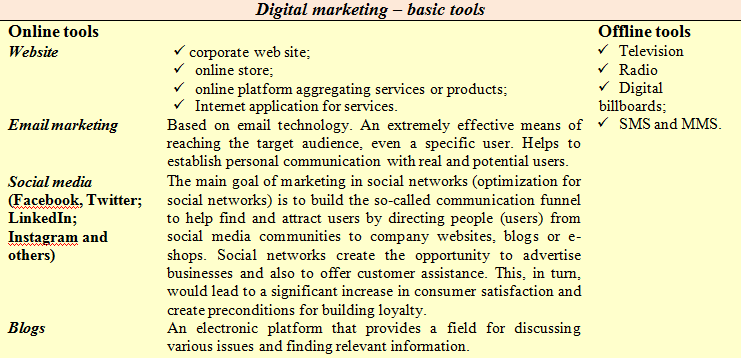 Digital marketing – basic tools
Online tools
Website
✓ corporate web site;
✓ online store;
✓ online platform aggregating services or products;
✓ Internet application for services.
Email marketing
Based on email technology. An extremely effective means of
reaching the target audience, even a specific user. Helps to
establish personal communication with real and potential users.
Social media
(Facebook, Twitter;
LinkedIn;
Instagram and
others)
The main goal of marketing in social networks (optimization for
social networks) is to build the so-called communication funnel
to help find and attract users by directing people (users) from
social media communities to company websites, blogs or e-
shops. Social networks create the opportunity to advertise
businesses and also to offer customer assistance. This, in turn,
would lead to a significant increase in consumer satisfaction and
create preconditions for building loyalty.
Blogs
An electronic platform that provides a field for discussing
various issues and finding relevant information.
Offline tools
✓ Television
✓ Radio
✓ Digital
billboards;
✓ SMS and MMS.